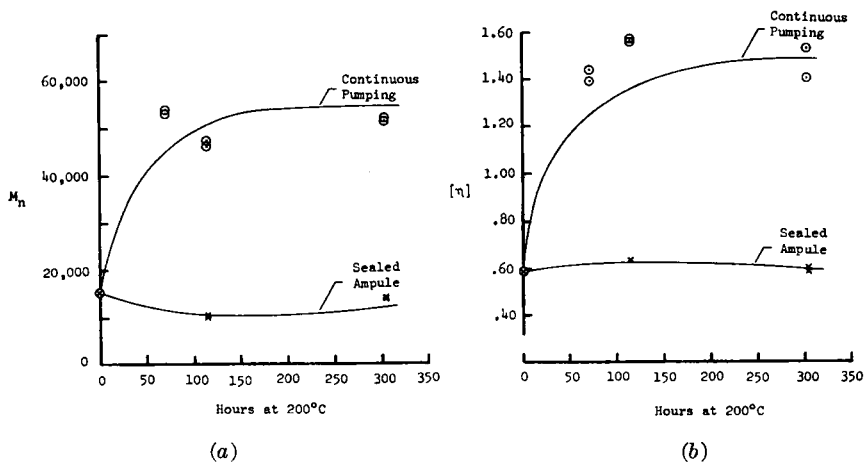 60,000
40,000
20,000
0
M_n
Continuous
Pumping
Sealed
Ampule
0 50 100 150 200 250 300 350
Hours at 200°C
(a)
1.60
1.40
1.20
1.00
.80
.60
.40
[η]
Continuous
Pumping
Sealed
Ampule
0 50 100 150 200 250 300 350
Hours at 200°C
(b)